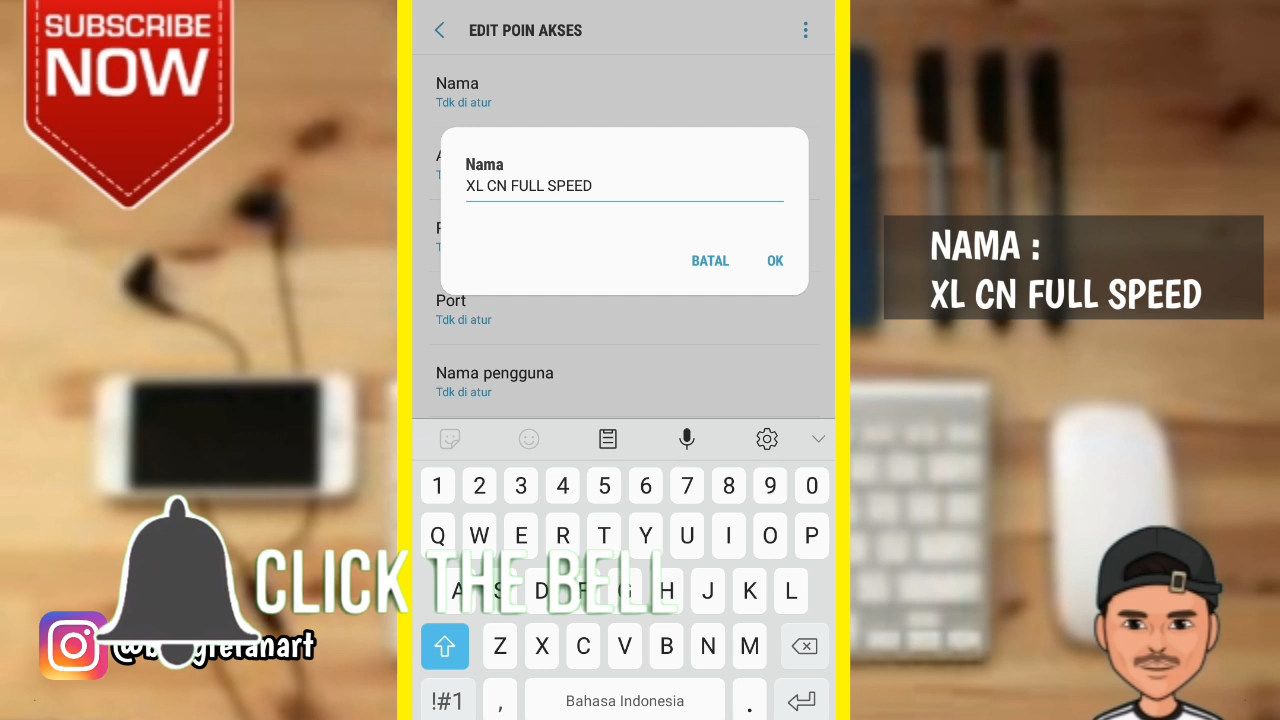 SUBSCRIBE
NOW
EDIT POIN AKSES
Nama
Tdk di atur
Nama
XL CN FULL SPEED
BATAL
OK
Port
Tdk di atur
Nama pengguna
Tdk di atur
NAMA :
XL CN FULL SPEED
1 2 3 4 5 6 7 8 9 0
Q W E R T Y U I O P
A S D F G H J K L
CLICK THE BELL
Z X C V B N M
!#1 , Bahasa Indonesia .